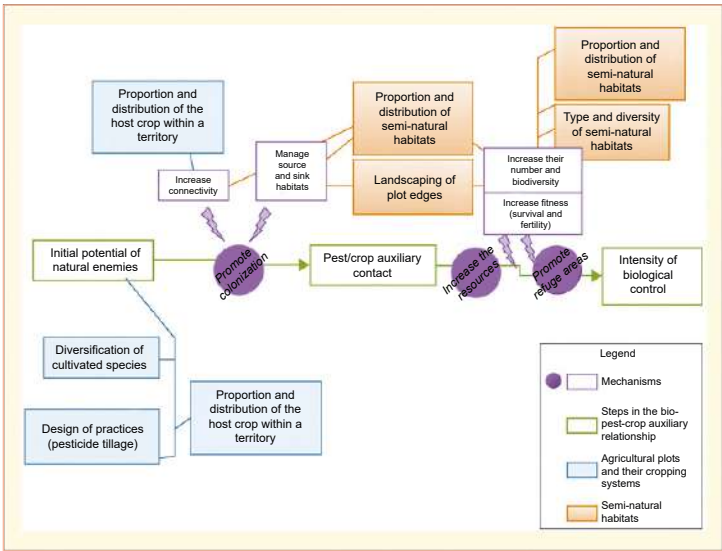 Proportion and
distribution of
semi-natural
habitats
Proportion and
distribution of the
host crop within a
territory
Proportion and
distribution of
semi-natural
habitats
Type and diversity
of semi-natural
habitats
Manage
source
and sink
habitats
Increase
connectivity
Landscaping of
plot edges
Increase their
number and
biodiversity
Increase fitness
(survival and
fertility)
Initial potential of
natural enemies
Promote
colonization
Pest/crop auxiliary
contact
Increase the
resources
Promote
refuge areas
Intensity of
biological
control
Diversification of
cultivated species
Design of practices
(pesticide tillage)
Proportion and
distribution of the
host crop within a
territory
Legend
Mechanisms
Steps in the bio-
pest-crop auxiliary
relationship
Agricultural plots
and their cropping
systems
Semi-natural
habitats